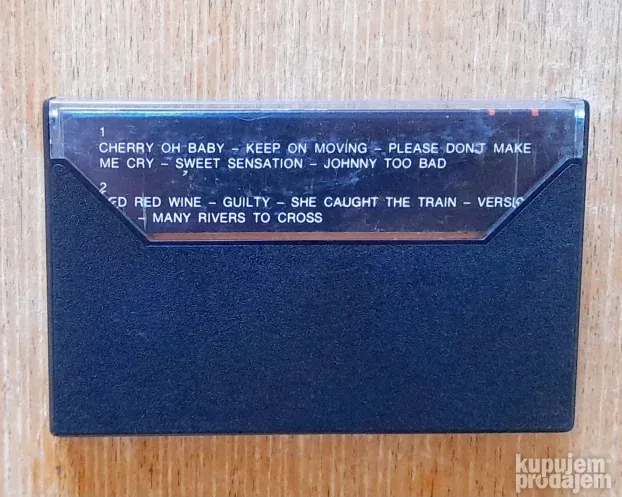 1
CHERRY OH BABY – KEEP ON MOVING – PLEASE DON'T MAKE
ME CRY – SWEET SENSATION – JOHNNY TOO BAD
2
RED RED WINE – GUILTY – SHE CAUGHT THE TRAIN –
– MANY RIVERS TO CROSS
kupujem
prodajem